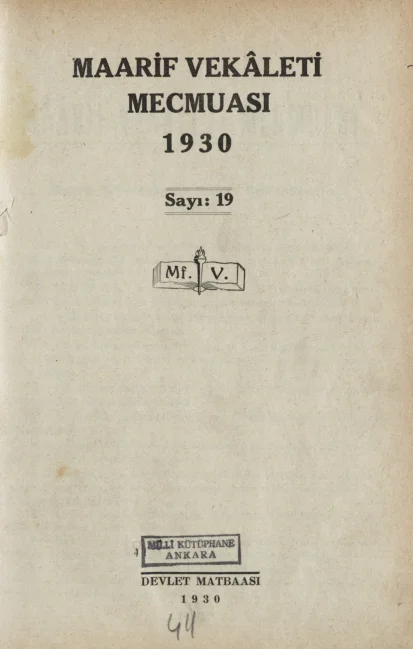 MAARİF VEKÂLETİ
MECMUASI
1930
Sayı: 19
Mf. V.
MİLLİ KÜTÜPHANE
ANKARA
DEVLET MATBAASI
1930
44